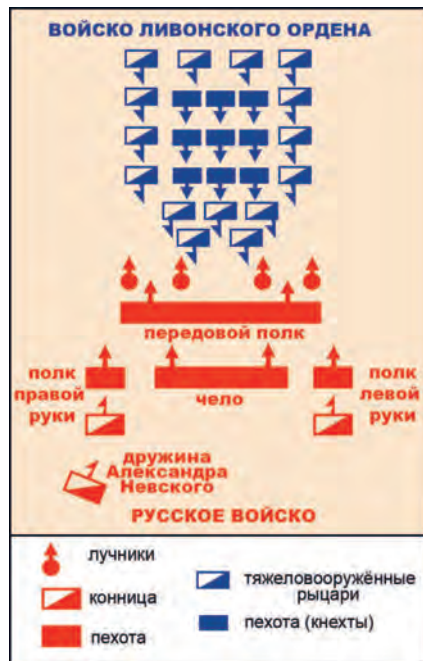 ВОЙСКО ЛИВОНСКОГО ОРДЕНА
передовой полк
полк
правой
руки
чело
полк
левой
руки
дружина
Александра
Невского
РУССКОЕ ВОЙСКО
лучники
конница
пехота
тяжеловооружённые
рыцари
пехота (кнехты)